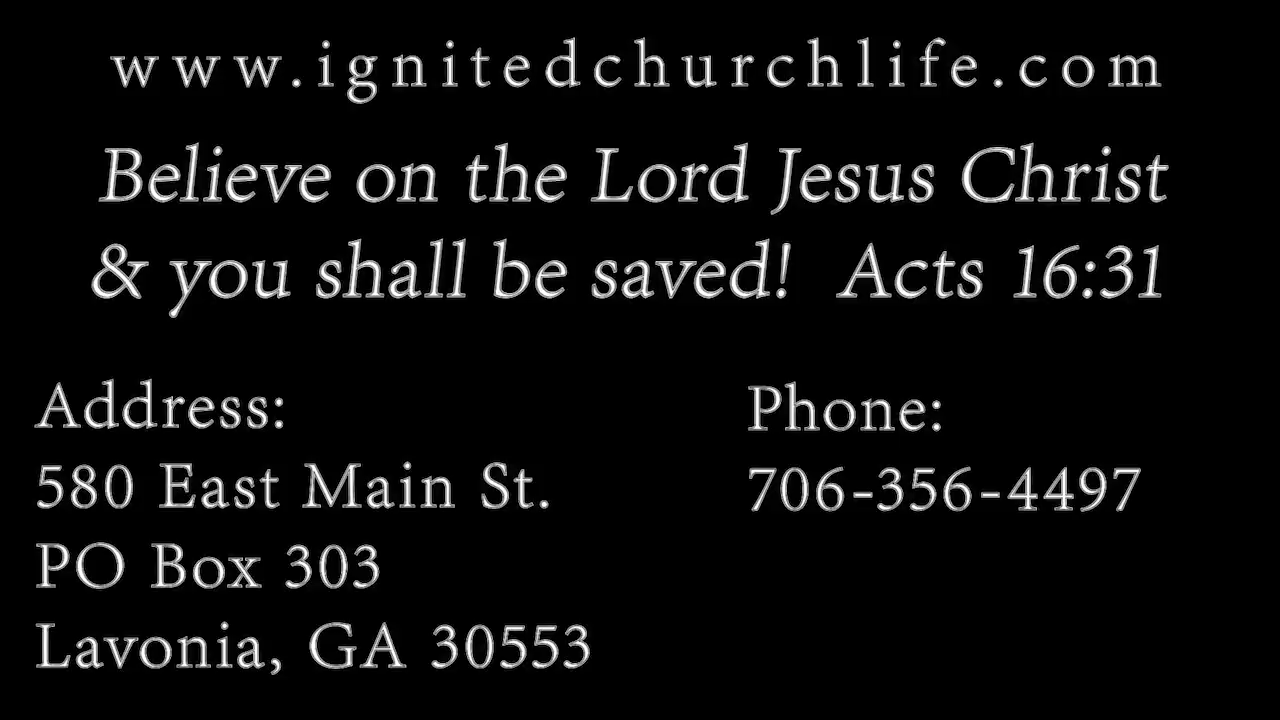 www.ignitedchurchlife.com
Believe on the Lord Jesus Christ
& you shall be saved! Acts 16:31
Address:
580 East Main St.
PO Box 303
Lavonia, GA 30553
Phone:
706-356-4497